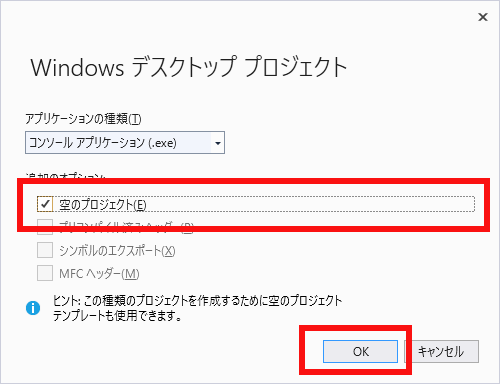 Windows デスクトップ プロジェクト
アプリケーションの種類(T)
コンソール アプリケーション (.exe)
追加のオプション:
空のプロジェクト(E)
プリコンパイル済みヘッダー(P)
シンボルのエクスポート(X)
MFC ヘッダー(M)
ヒント: この種類のプロジェクトを作成するために空のプロジェクト
テンプレートも使用できます。
OK キャンセル